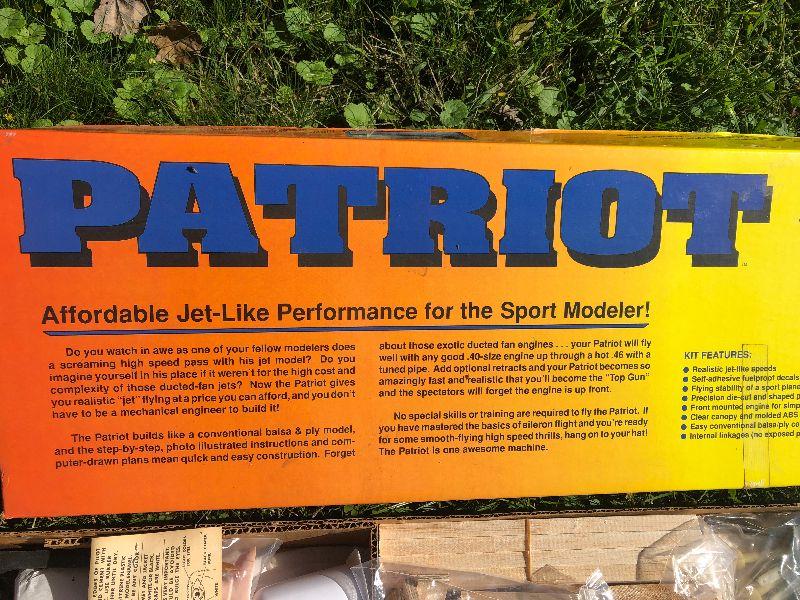 PATRIOT
Affordable Jet-Like Performance for the Sport Modeler!
Do you watch in awe as one of your fellow modelers does
a screaming high speed pass with his jet model? Do you
imagine yourself in his place if it weren't for the high cost and
complexity of those ducted-fan jets? Now the Patriot gives
you realistic "jet" flying at a price you can afford, and you don't
have to be a mechanical engineer to build it!
The Patriot builds like a conventional balsa & ply model,
and the step-by-step, photo illustrated instructions and com-
puter-drawn plans mean quick and easy construction. Forget
about those exotic ducted fan engines . . . your Patriot will fly
well with any good .40-size engine up through a hot .46 with a
tuned pipe. Add optional retracts and your Patriot becomes so
amazingly fast and realistic that you'll become the "Top Gun"
and the spectators will forget the engine is up front.
No special skills or training are required to fly the Patriot. If
you have mastered the basics of aileron flight and you're ready
for some smooth-flying high speed thrills, hang on to your hat!
The Patriot is one awesome machine.
KIT FEATURES:
● Realistic jet-like speeds
● Self-adhesive fuelproof decals
● Flying stability of a sport plane
● Precision die-cut and shaped p
● Front mounted engine for simp
● Clear canopy and molded ABS
● Easy conventional balsa/ply co
● Internal linkages (no exposed p